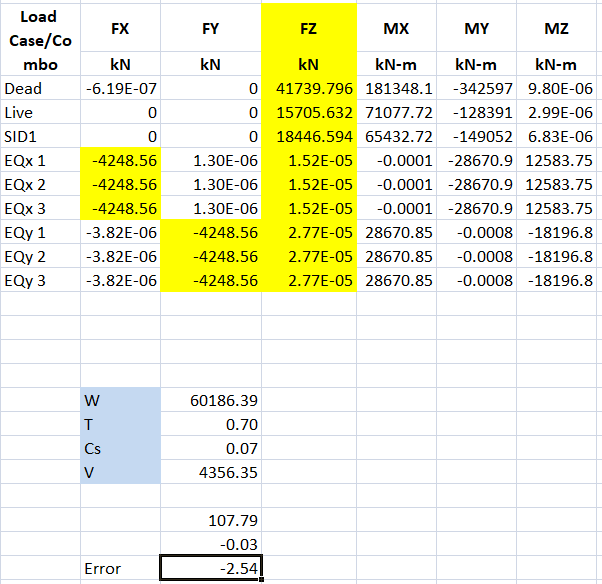 Load Case/Co mbo FX FY FZ MX MY MZ
kN kN kN kN-m kN-m kN-m
Dead -6.19E-07 0 41739.796 181348.1 -342597 9.80E-06
Live 0 0 15705.632 71077.72 -128391 2.99E-06
SID1 0 0 18446.594 65432.72 -149052 6.83E-06
EQx 1 -4248.56 1.30E-06 1.52E-05 -0.0001 -28670.9 12583.75
EQx 2 -4248.56 1.30E-06 1.52E-05 -0.0001 -28670.9 12583.75
EQx 3 -4248.56 1.30E-06 1.52E-05 -0.0001 -28670.9 12583.75
EQy 1 -3.82E-06 -4248.56 2.77E-05 28670.85 -0.0008 -18196.8
EQy 2 -3.82E-06 -4248.56 2.77E-05 28670.85 -0.0008 -18196.8
EQy 3 -3.82E-06 -4248.56 2.77E-05 28670.85 -0.0008 -18196.8
W 60186.39
T 0.70
Cs 0.07
V 4356.35
107.79
-0.03
Error -2.54